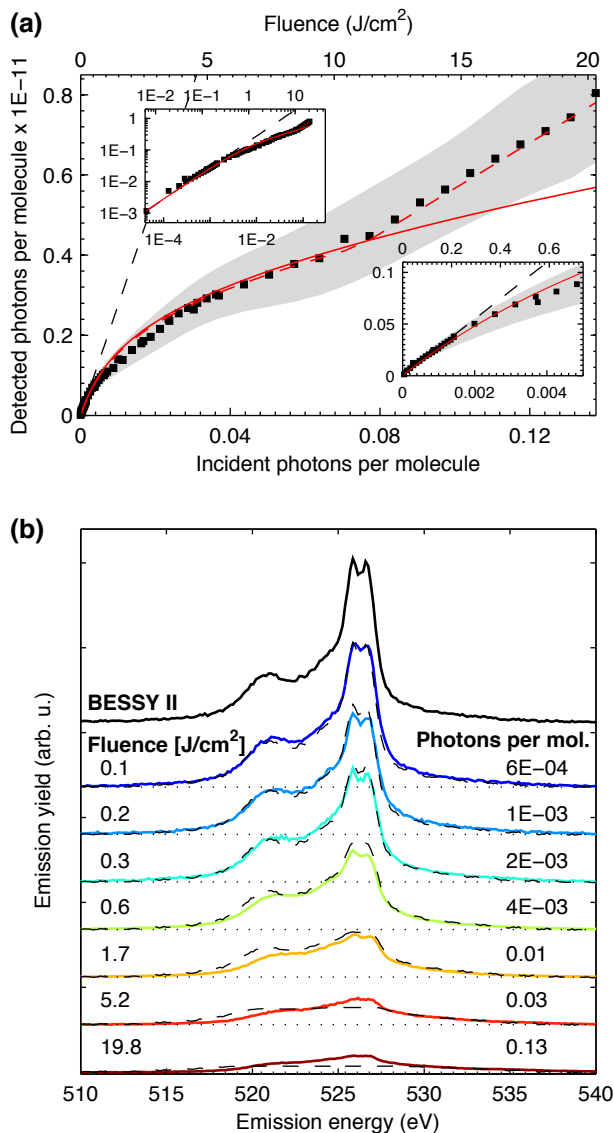 (a)
Fluence (J/cm²)
0 5 10 15 20
Detected photons per molecule x 1E-11
0.8
0.6
0.4
0.2
0
1E-2 1E-1 1 10
1E-0
1E-1
1E-2
1E-3
1E-4 1E-2
0 0.2 0.4 0.6
0.1
0.05
0
0 0.002 0.004
0 0.04 0.08 0.12
Incident photons per molecule
(b)
Emission yield (arb. u.)
BESSY II
Fluence [J/cm²] Photons per mol.
0.1 6E-04
0.2 1E-03
0.3 2E-03
0.6 4E-03
1.7 0.01
5.2 0.03
19.8 0.13
510 515 520 525 530 535 540
Emission energy (eV)